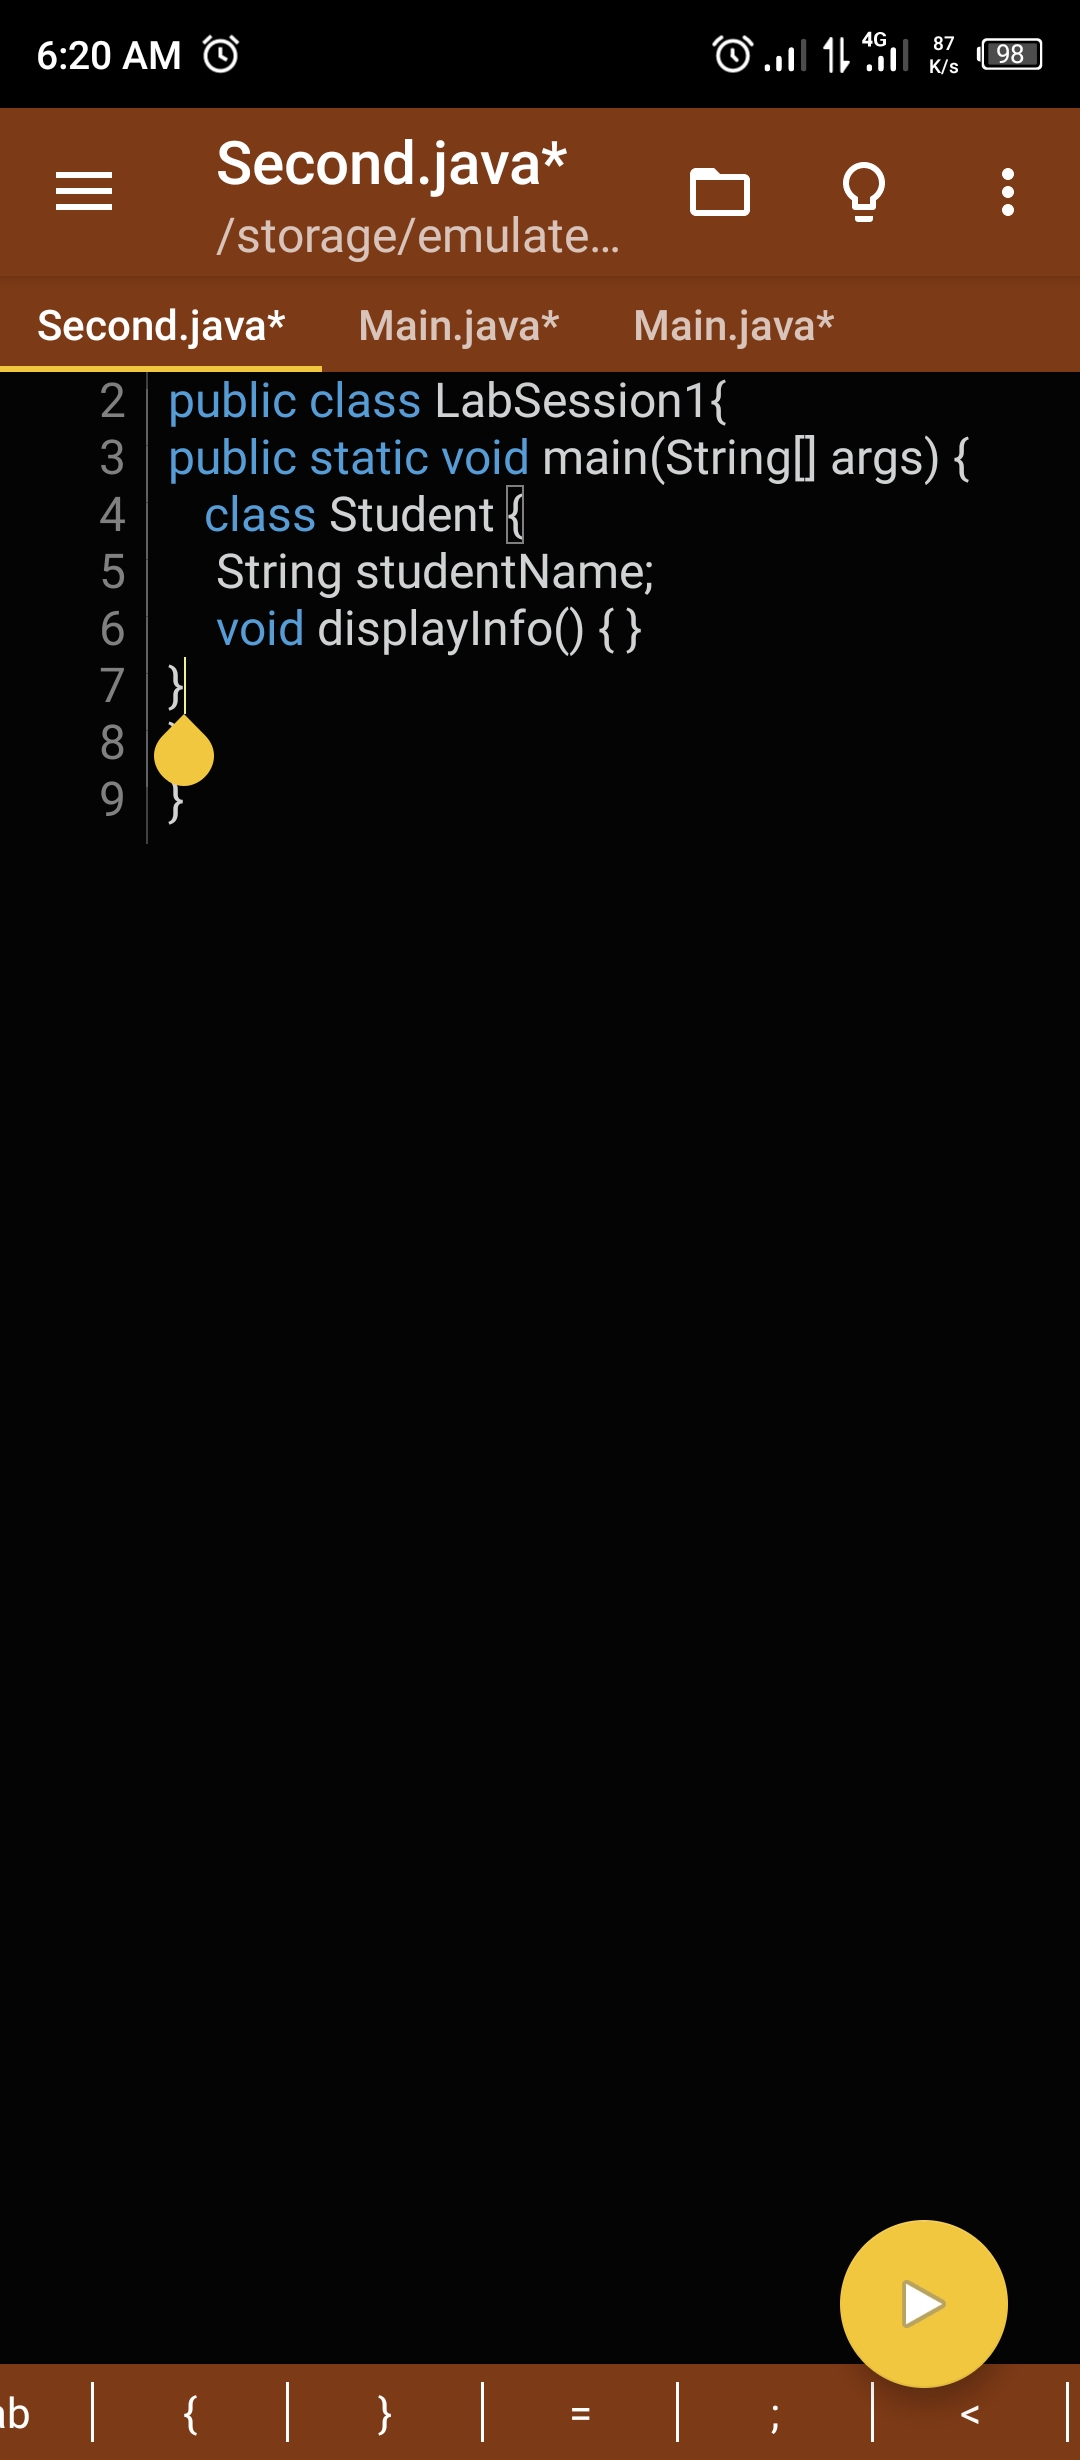 6:20 AM
4G 87 K/s 98
Second.java*
/storage/emulate...
Second.java* Main.java* Main.java*
2 public class LabSession1{
3 public static void main(String[] args) {
4 class Student {
5 String studentName;
6 void displayInfo() { }
7 }
8
9 }
ab { } = ; <